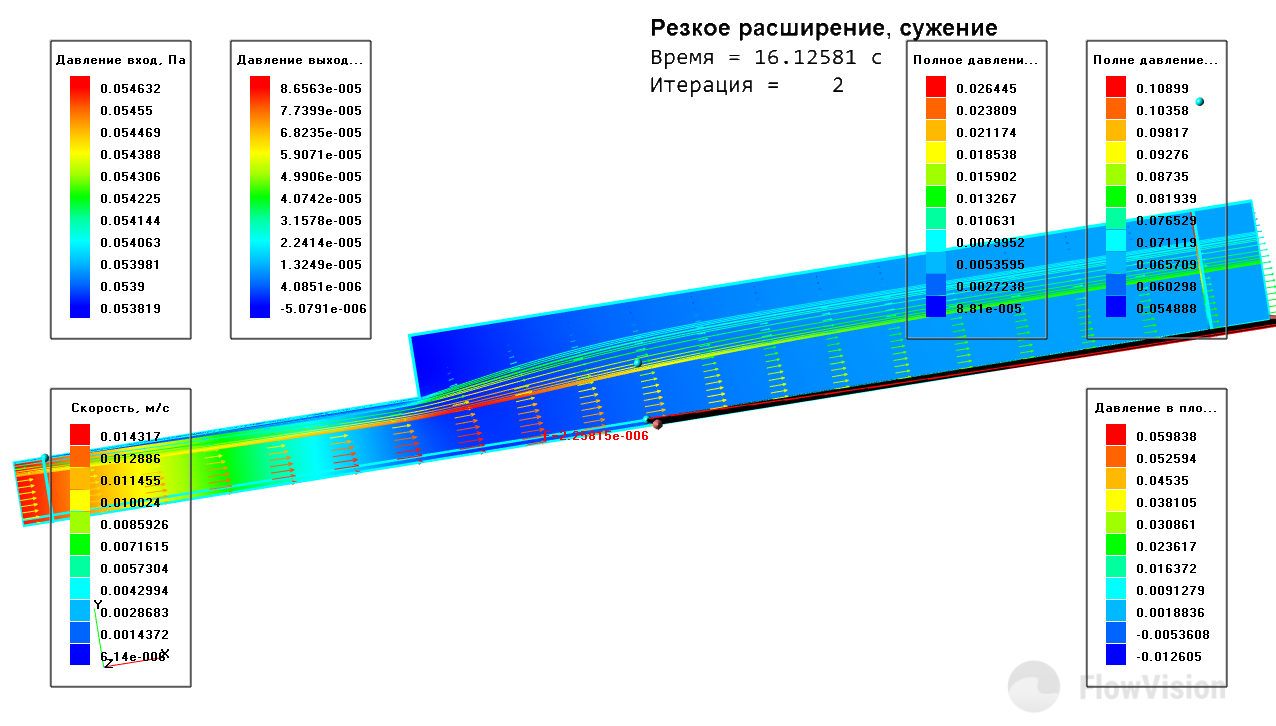 Резкое расширение, сужение
Время = 16.12581 с
Итерация = 2
Давление вход, Па
0.054632
0.05455
0.054469
0.054388
0.054306
0.054225
0.054144
0.054063
0.053981
0.0539
0.053819
Давление выход...
8.6563e-005
7.7399e-005
6.8235e-005
5.9071e-005
4.9906e-005
4.0742e-005
3.1578e-005
2.2414e-005
1.3249e-005
4.0851e-006
-5.0791e-006
Полное давлени...
0.026445
0.023809
0.021174
0.018538
0.015902
0.013267
0.010631
0.0079952
0.0053595
0.0027238
8.81e-005
Полне давление...
0.10899
0.10358
0.09817
0.09276
0.08735
0.081939
0.076529
0.071119
0.065709
0.060298
0.054888
-2.25815e-006
Скорость, м/с
0.014317
0.012886
0.011455
0.010024
0.0085926
0.0071615
0.0057304
0.0042994
0.0028683
0.0014372
6.14e-006
Y
X
Z
Давление в пло...
0.059838
0.052594
0.04535
0.038105
0.030861
0.023617
0.016372
0.0091279
0.0018836
-0.0053608
-0.012605
FlowVision